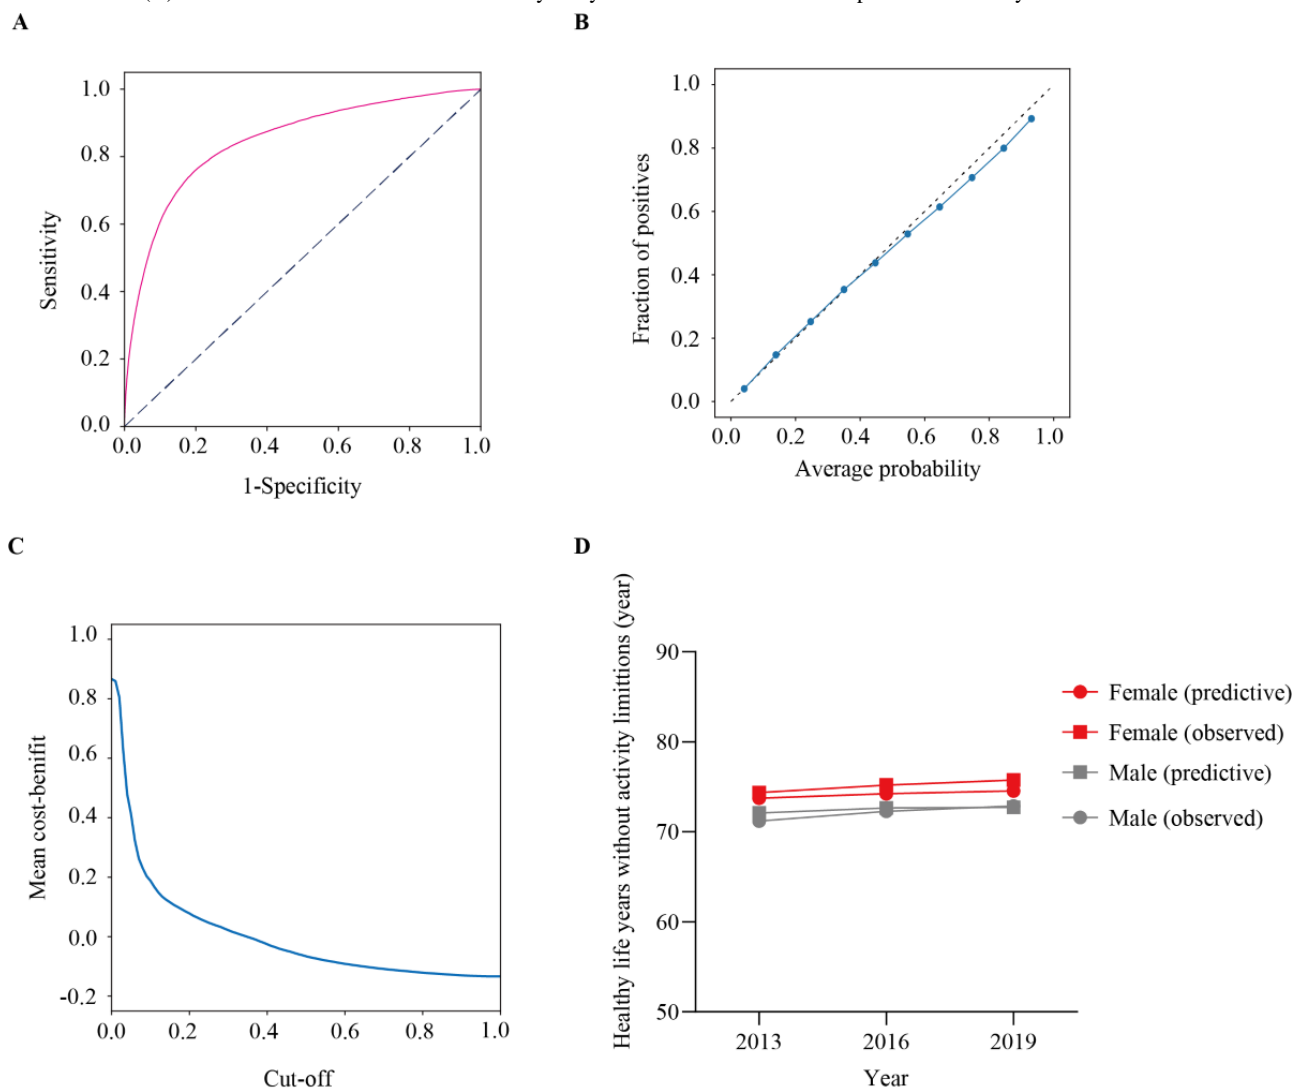 A
B
1.0
0.8
0.6
0.4
0.2
0.0
Sensitivity
0.0 0.2 0.4 0.6 0.8 1.0
1-Specificity
1.0
0.8
0.6
0.4
0.2
0.0
Fraction of positives
0.0 0.2 0.4 0.6 0.8 1.0
Average probability
C
D
1.0
0.8
0.6
0.4
0.2
0.0
-0.2
Mean cost-benifit
0.0 0.2 0.4 0.6 0.8 1.0
Cut-off
Healthy life years without activity limittions (year)
90
80
70
60
50
2013 2016 2019
Year
Female (predictive)
Female (observed)
Male (predictive)
Male (observed)